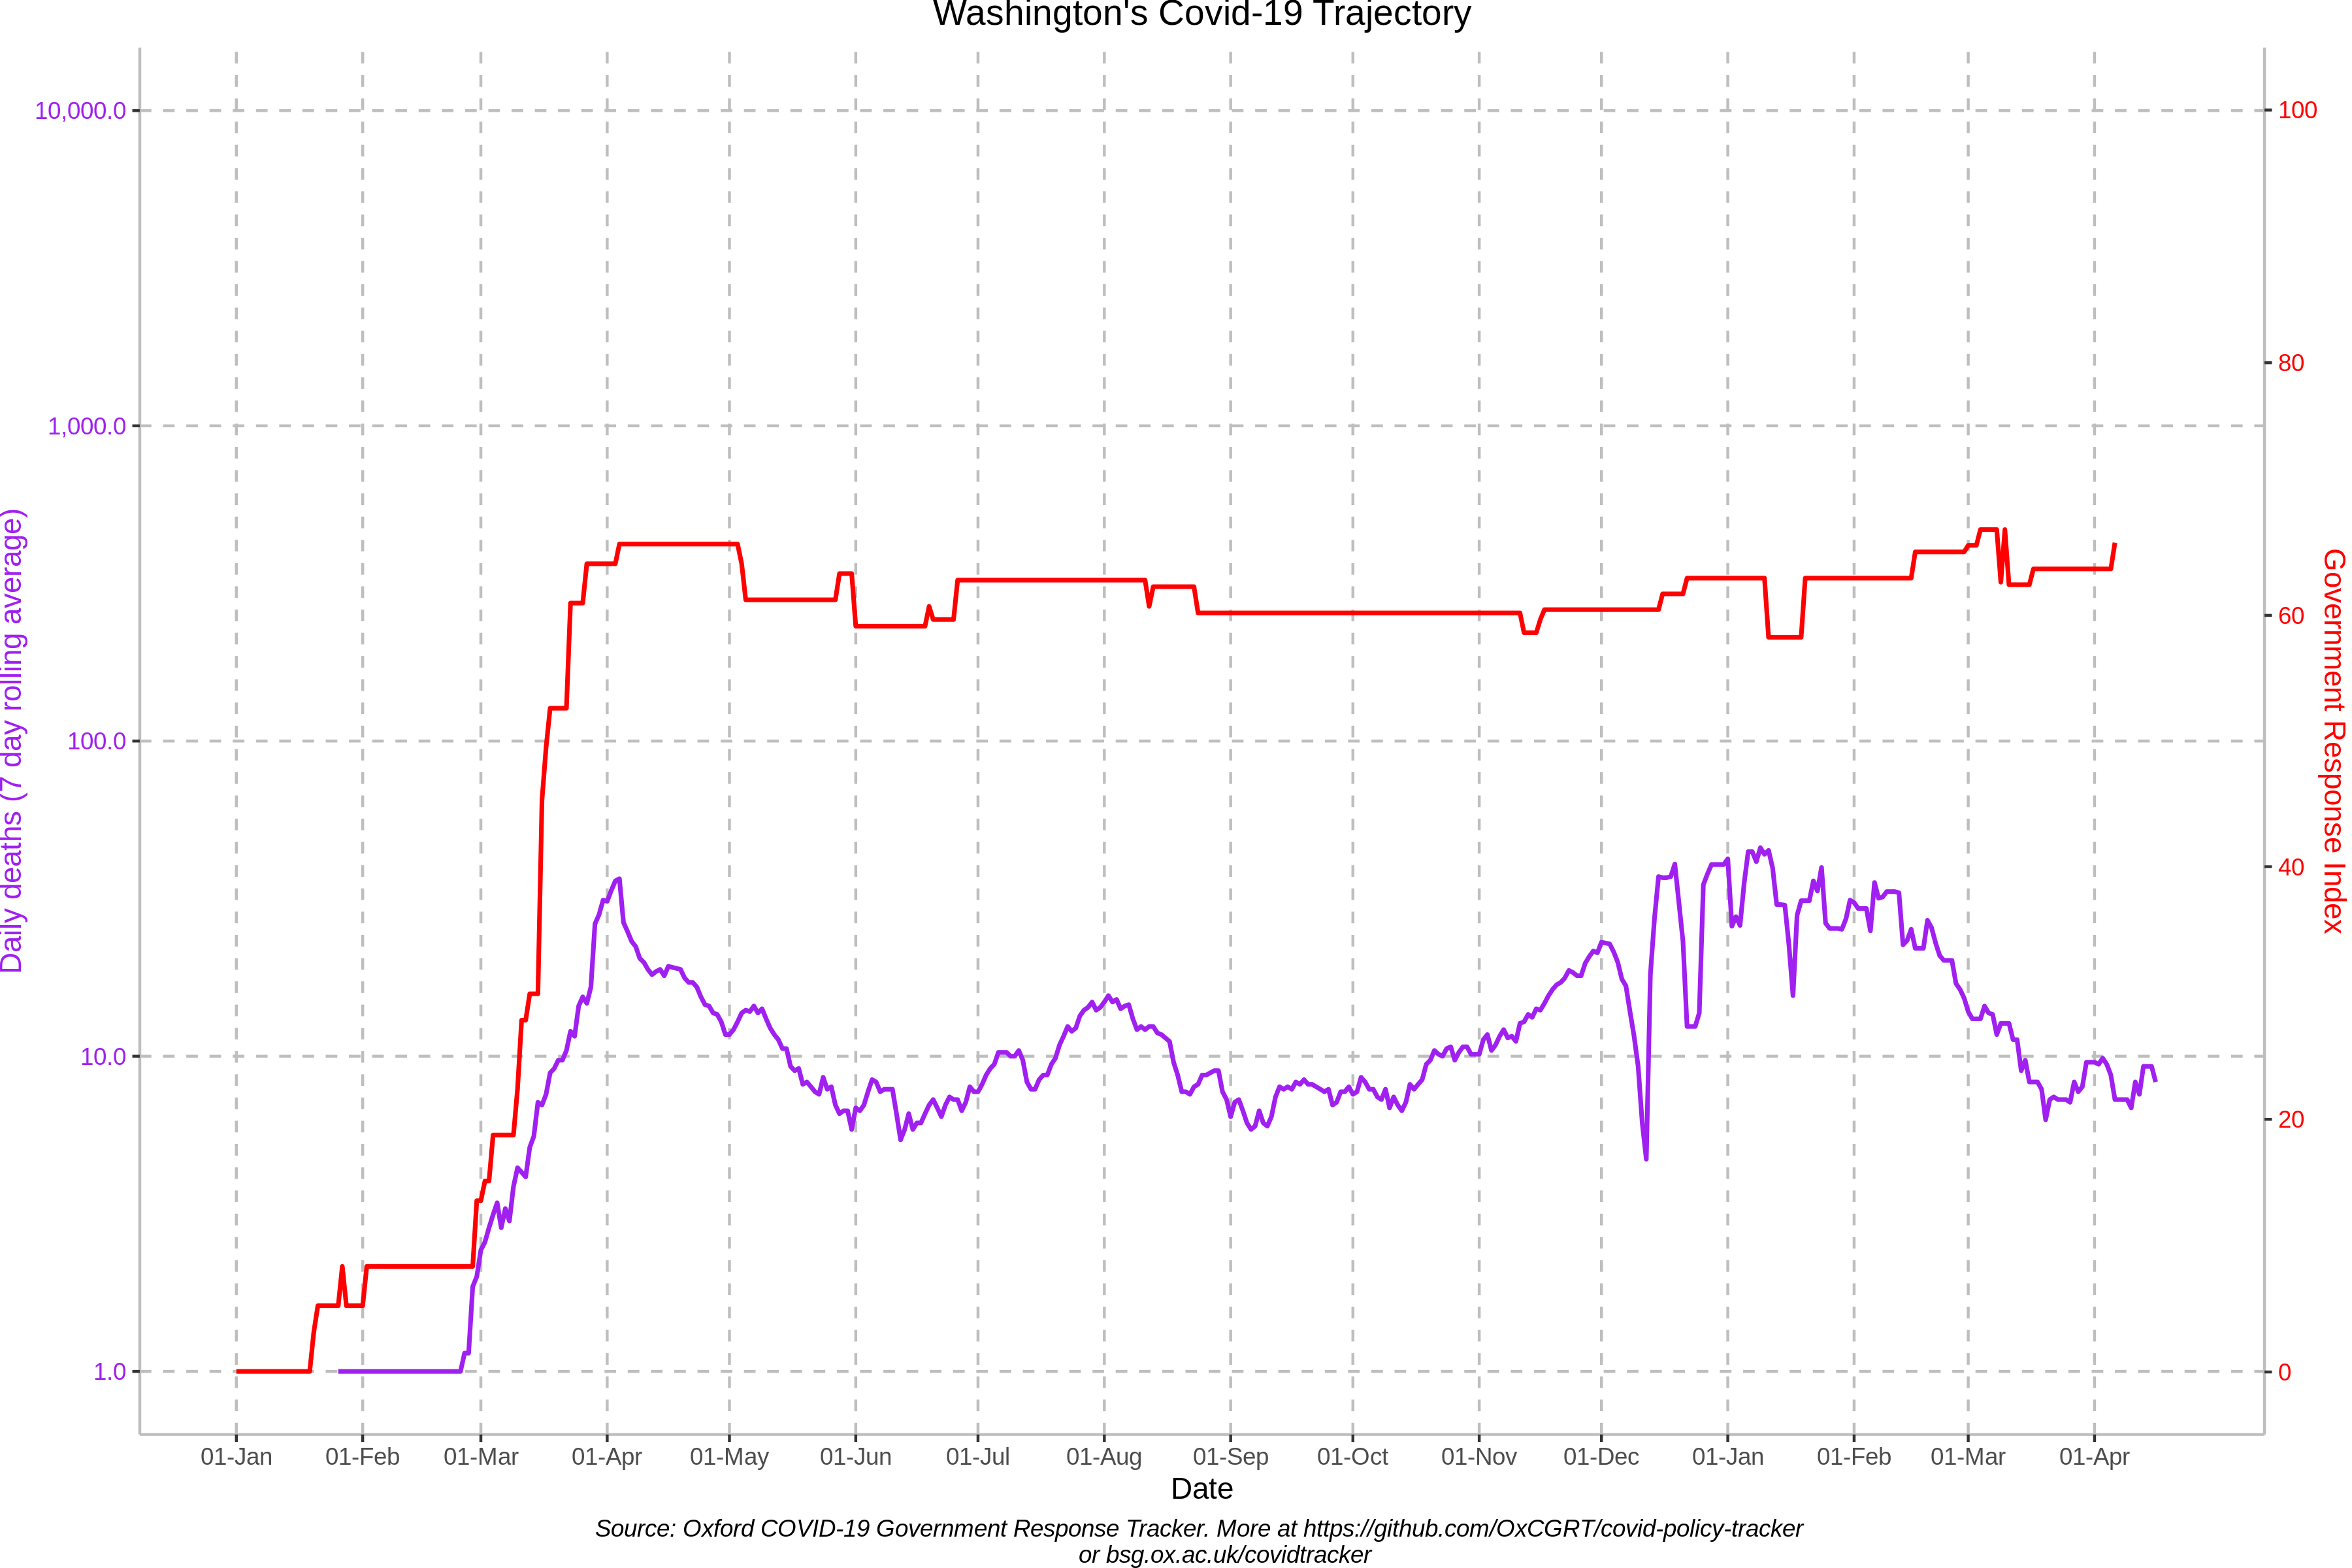 Washington's Covid-19 Trajectory
10,000.0
1,000.0
100.0
10.0
1.0
Daily deaths (7 day rolling average)
100
80
60
40
20
0
Government Response Index
01-Jan 01-Feb 01-Mar 01-Apr 01-May 01-Jun 01-Jul 01-Aug 01-Sep 01-Oct 01-Nov 01-Dec 01-Jan 01-Feb 01-Mar 01-Apr
Date
Source: Oxford COVID-19 Government Response Tracker. More at https://github.com/OxCGRT/covid-policy-tracker
or bsg.ox.ac.uk/covidtracker